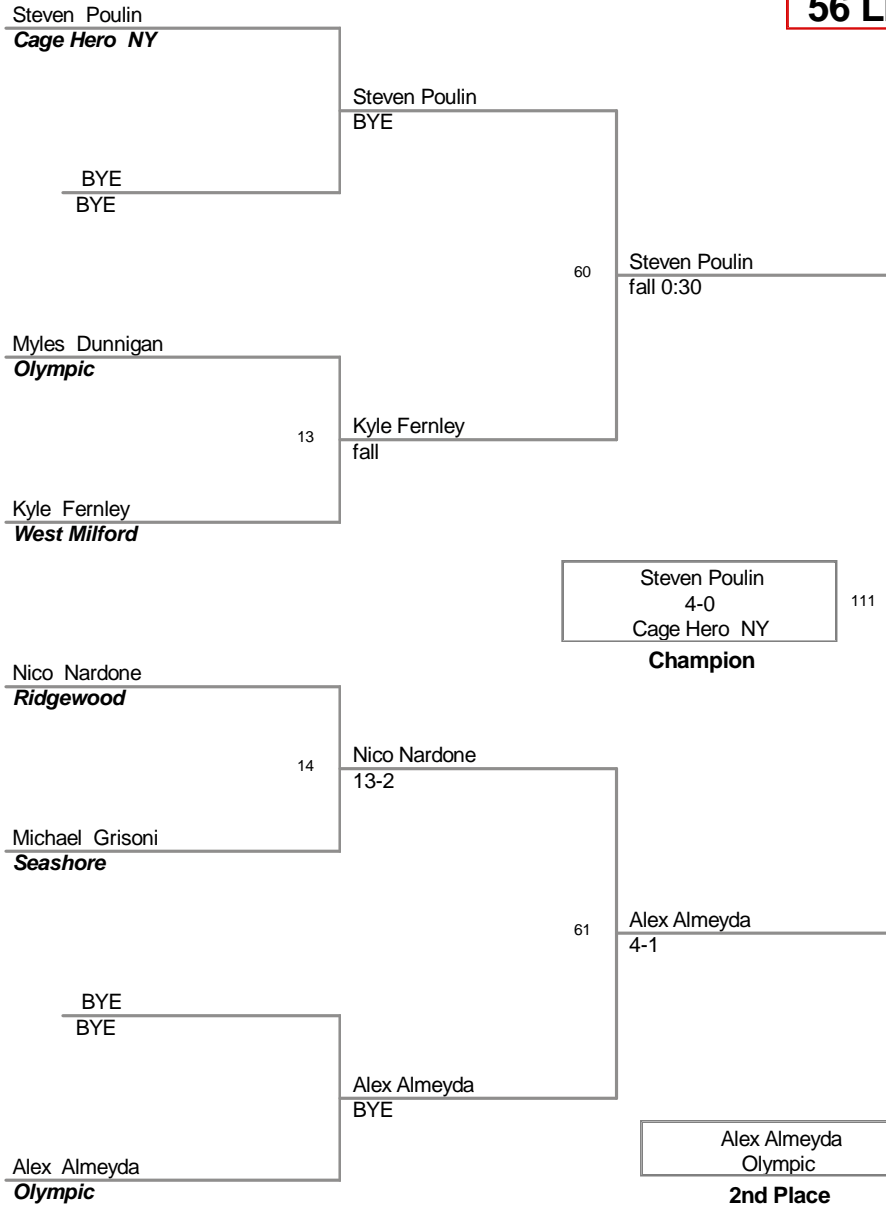 56 L
Steven Poulin
Cage Hero NY
Steven Poulin
BYE
BYE
BYE
60
Steven Poulin
fall 0:30
Myles Dunnigan
Olympic
13
Kyle Fernley
fall
Kyle Fernley
West Milford
Steven Poulin
4-0
Cage Hero NY
111
Champion
Nico Nardone
Ridgewood
14
Nico Nardone
13-2
Michael Grisoni
Seashore
61
Alex Almeyda
4-1
BYE
BYE
Alex Almeyda
BYE
Alex Almeyda
Olympic
Alex Almeyda
Olympic
2nd Place